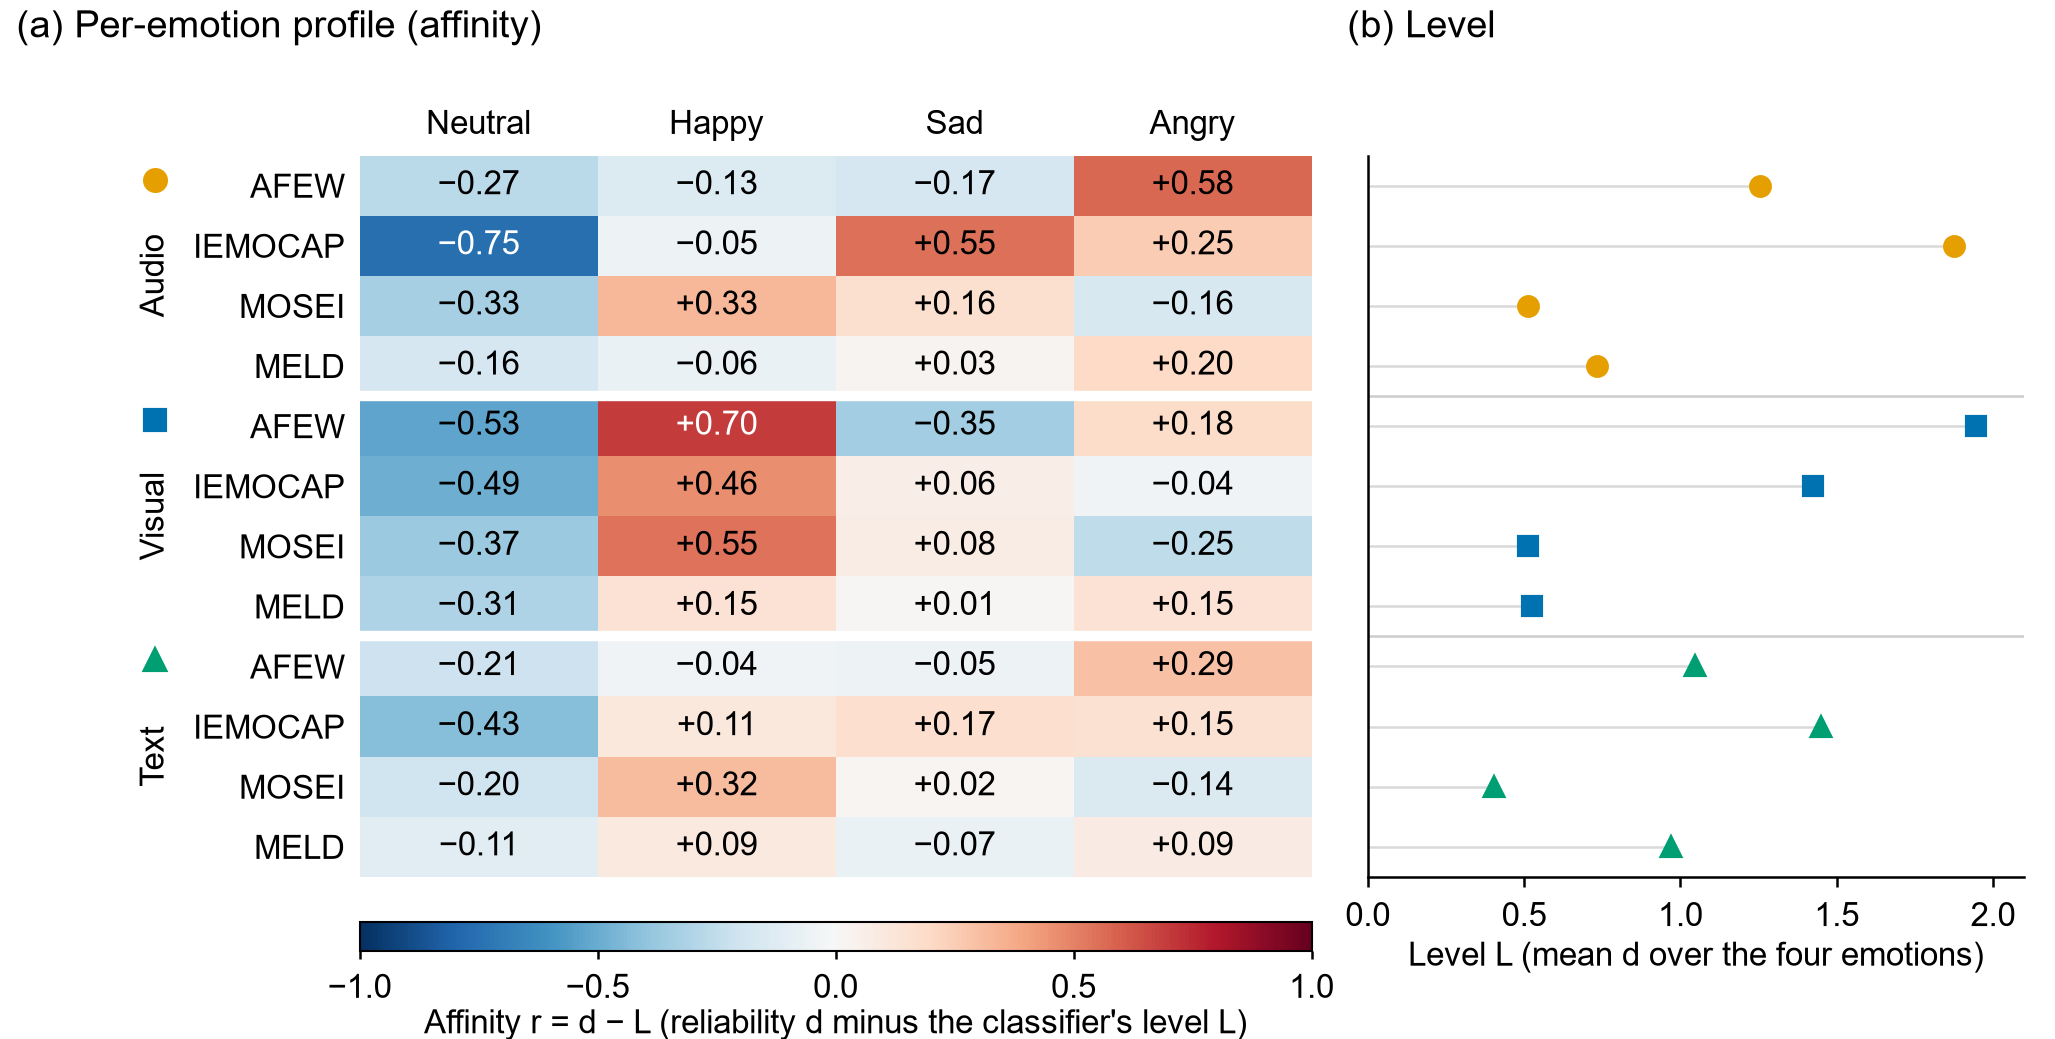 (a) Per-emotion profile (affinity)
(b) Level
Neutral Happy Sad Angry
Audio
AFEW −0.27 −0.13 −0.17 +0.58
IEMOCAP −0.75 −0.05 +0.55 +0.25
MOSEI −0.33 +0.33 +0.16 −0.16
MELD −0.16 −0.06 +0.03 +0.20
Visual
AFEW −0.53 +0.70 −0.35 +0.18
IEMOCAP −0.49 +0.46 +0.06 −0.04
MOSEI −0.37 +0.55 +0.08 −0.25
MELD −0.31 +0.15 +0.01 +0.15
Text
AFEW −0.21 −0.04 −0.05 +0.29
IEMOCAP −0.43 +0.11 +0.17 +0.15
MOSEI −0.20 +0.32 +0.02 −0.14
MELD −0.11 +0.09 −0.07 +0.09
−1.0 −0.5 0.0 0.5 1.0
Affinity r = d − L (reliability d minus the classifier's level L)
0.0 0.5 1.0 1.5 2.0
Level L (mean d over the four emotions)